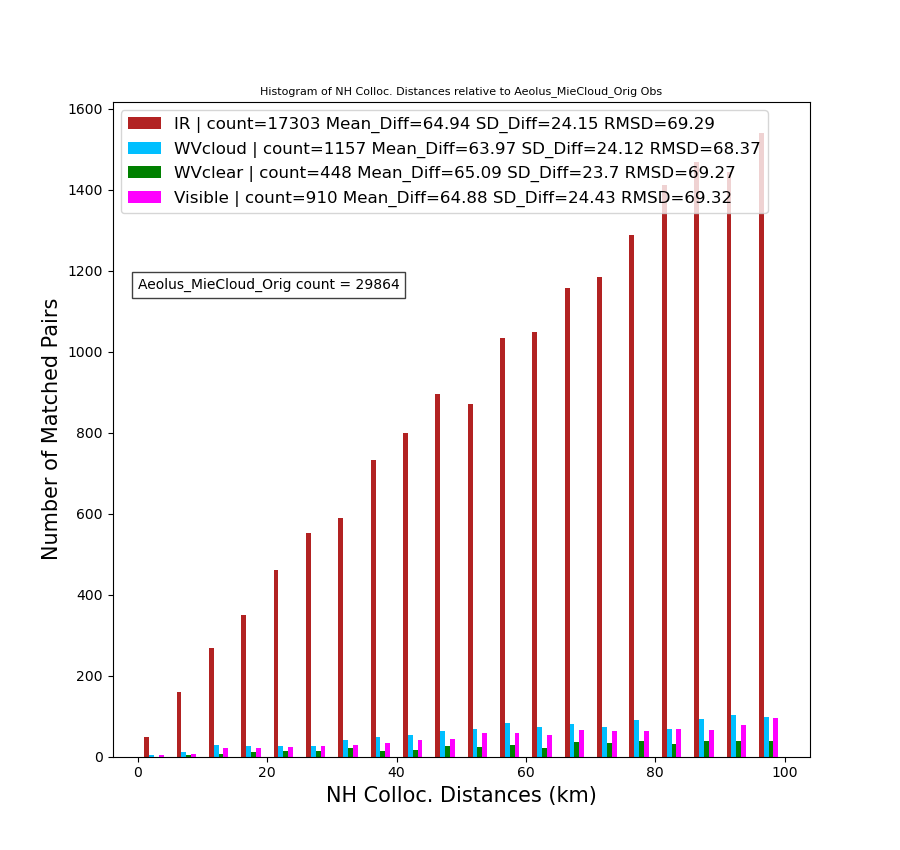 Histogram of NH Colloc. Distances relative to Aeolus_MieCloud_Orig Obs
IR | count=17303 Mean_Diff=64.94 SD_Diff=24.15 RMSD=69.29
WVcloud | count=1157 Mean_Diff=63.97 SD_Diff=24.12 RMSD=68.37
WVclear | count=448 Mean_Diff=65.09 SD_Diff=23.7 RMSD=69.27
Visible | count=910 Mean_Diff=64.88 SD_Diff=24.43 RMSD=69.32
Aeolus_MieCloud_Orig count = 29864
Number of Matched Pairs
1600
1400
1200
1000
800
600
400
200
0
0 20 40 60 80 100
NH Colloc. Distances (km)